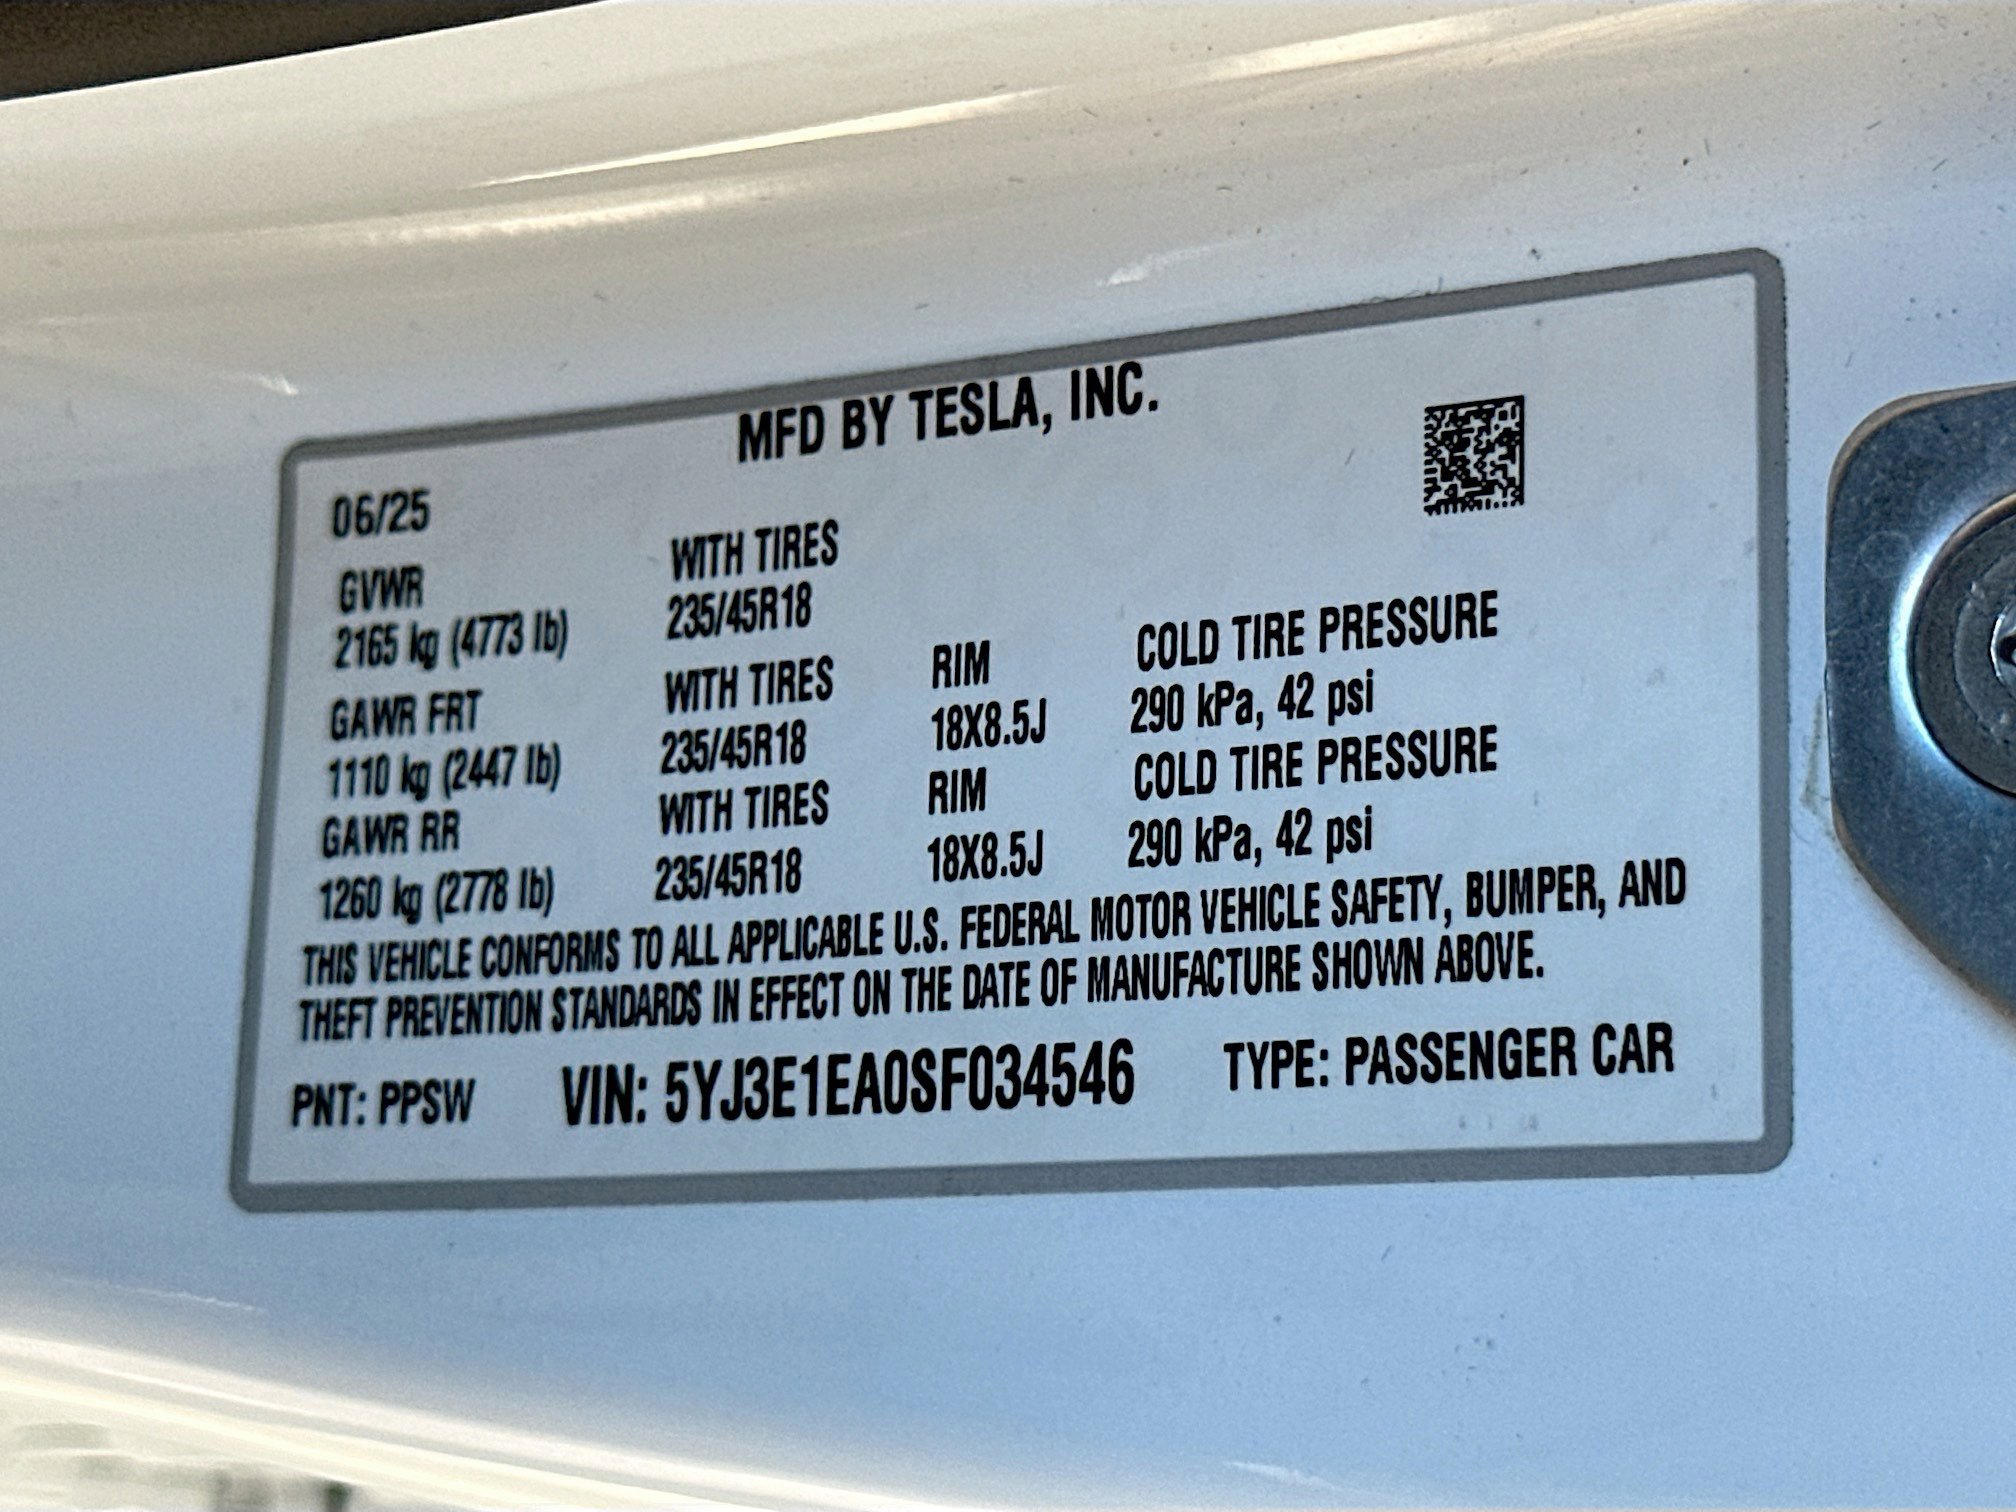 MFD BY TESLA, INC.
06/25
GVWR WITH TIRES
2165 kg (4773 lb) 235/45R18
GAWR FRT WITH TIRES RIM COLD TIRE PRESSURE
1110 kg (2447 lb) 235/45R18 18X8.5J 290 kPa, 42 psi
GAWR RR WITH TIRES RIM COLD TIRE PRESSURE
1260 kg (2778 lb) 235/45R18 18X8.5J 290 kPa, 42 psi
THIS VEHICLE CONFORMS TO ALL APPLICABLE U.S. FEDERAL MOTOR VEHICLE SAFETY, BUMPER, AND
THEFT PREVENTION STANDARDS IN EFFECT ON THE DATE OF MANUFACTURE SHOWN ABOVE.
PNT: PPSW VIN: 5YJ3E1EA0SF034546 TYPE: PASSENGER CAR